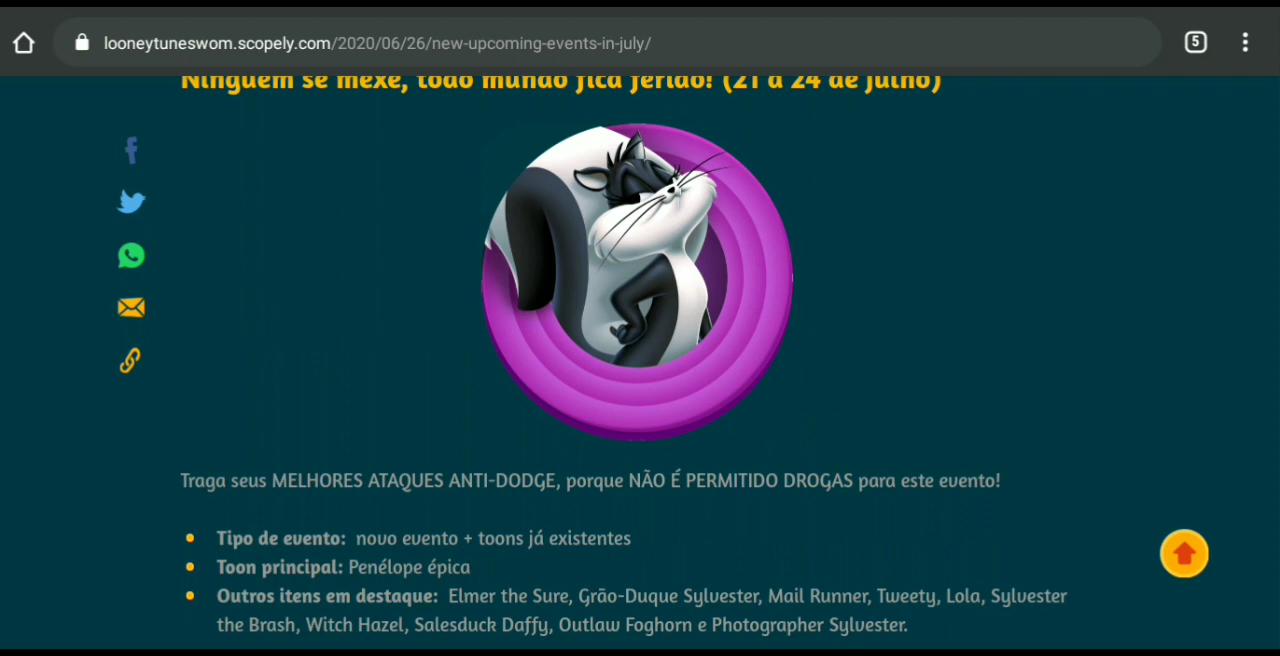 looneytuneswom.scopely.com/2020/06/26/new-upcoming-events-in-july/
5
Ninguém se mexe, todo mundo fica ferido! (21 a 24 de julho)
Traga seus MELHORES ATAQUES ANTI-DODGE, porque NÃO É PERMITIDO DROGAS para este evento!
Tipo de evento: novo evento + toons já existentes
Toon principal: Penélope épica
Outros itens em destaque: Elmer the Sure, Grão-Duque Sylvester, Mail Runner, Tweety, Lola, Sylvester
the Brash, Witch Hazel, Salesduck Daffy, Outlaw Foghorn e Photographer Sylvester.